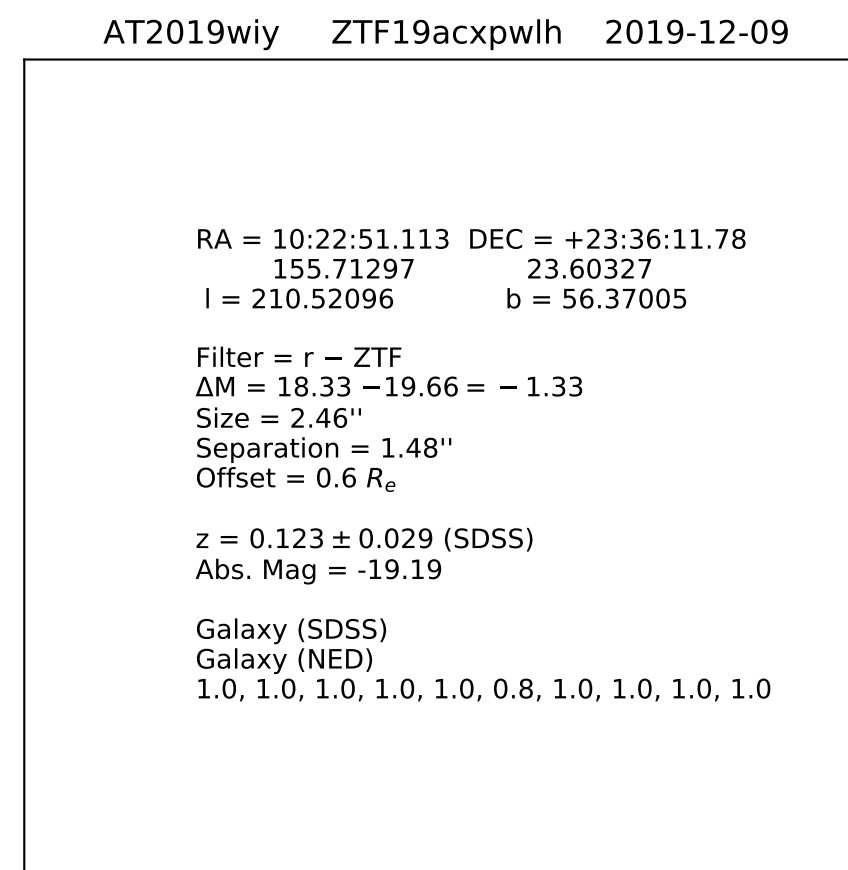 AT2019wiy ZTF19acxpwlh 2019-12-09
RA = 10:22:51.113 DEC = +23:36:11.78
155.71297 23.60327
l = 210.52096 b = 56.37005
Filter = r − ZTF
ΔM = 18.33 −19.66 = − 1.33
Size = 2.46''
Separation = 1.48''
Offset = 0.6 Rₑ
z = 0.123 ± 0.029 (SDSS)
Abs. Mag = -19.19
Galaxy (SDSS)
Galaxy (NED)
1.0, 1.0, 1.0, 1.0, 1.0, 0.8, 1.0, 1.0, 1.0, 1.0